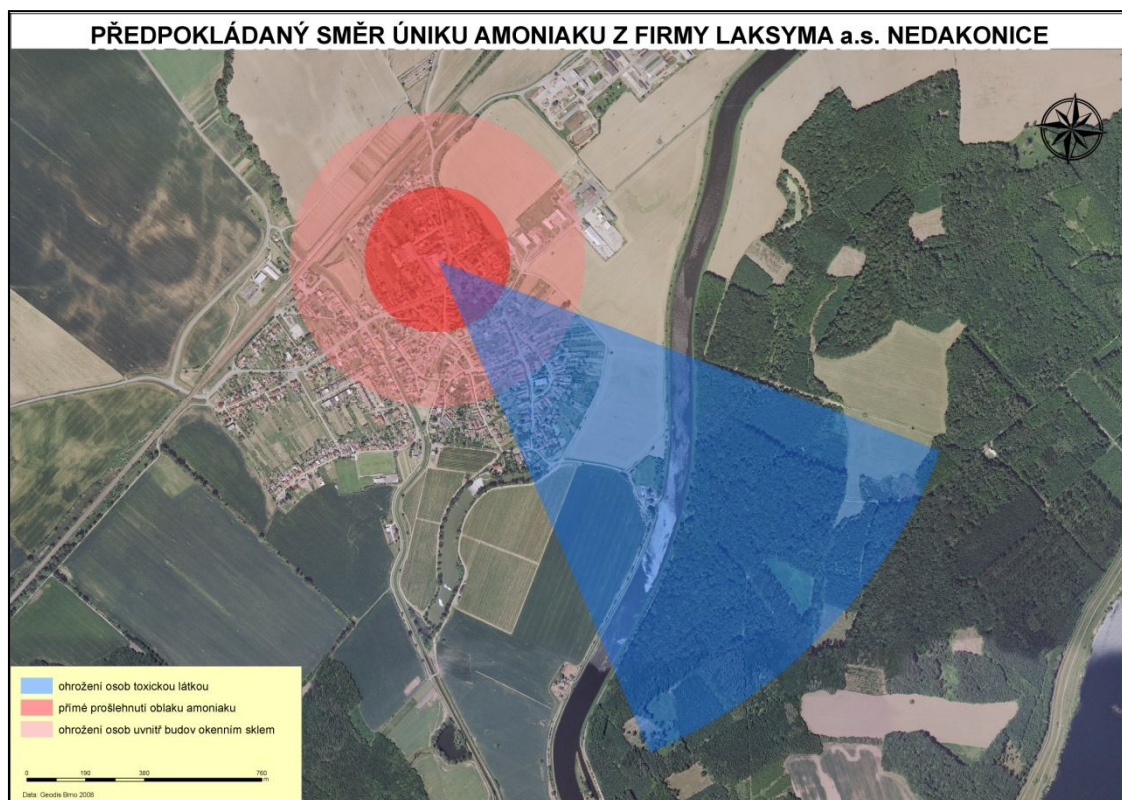 PŘEDPOKLÁDANÝ SMĚR ÚNIKU AMONIAKU Z FIRMY LAKSYMA a.s. NEDAKONICE
ohrožení osob toxickou látkou
přímé prošlehnutí oblaku amoniaku
ohrožení osob uvnitř budov okenním sklem
0 190 380 760
m
Data: Geodis Brno 2008